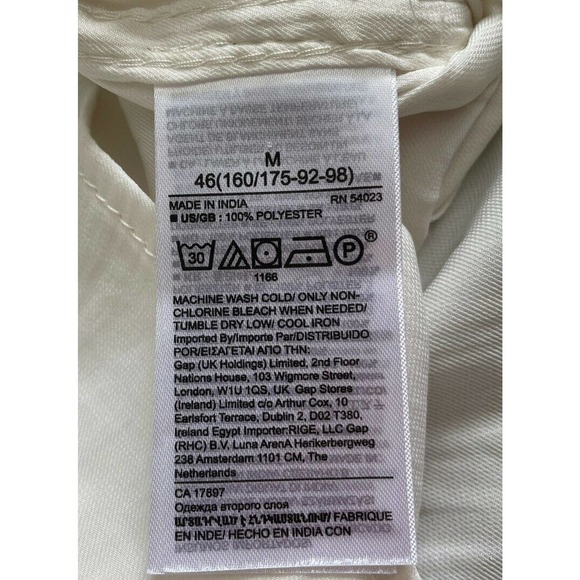 M
46(160/175-92-98)
MADE IN INDIA RN 54023
■ US/GB : 100% POLYESTER
30 P ®
1166
MACHINE WASH COLD/ ONLY NON-
CHLORINE BLEACH WHEN NEEDED/
TUMBLE DRY LOW/ COOL IRON
Imported By/Importe Par/DISTRIBUIDO
POR/ΕΙΣΑΓΕΤΑΙ ΑΠΟ ΤΗΝ:
Gap (UK Holdings) Limited, 2nd Floor
Nations House, 103 Wigmore Street,
London, W1U 1QS, UK Gap Stores
(Ireland) Limited c/o Arthur Cox, 10
Earlsfort Terrace, Dublin 2, D02 T380,
Ireland Egypt Importer:RIGE, LLC Gap
(RHC) B.V. Luna ArenA Herikerbergweg
238 Amsterdam 1101 CM, The
Netherlands
CA 17897
Одежда второго слоя
ԱՐՏԱԴՐՎԱԾ Է ՀՆԴԿԱՍՏԱՆՈՒՄ/ FABRIQUE
EN INDE/ HECHO EN INDIA CON